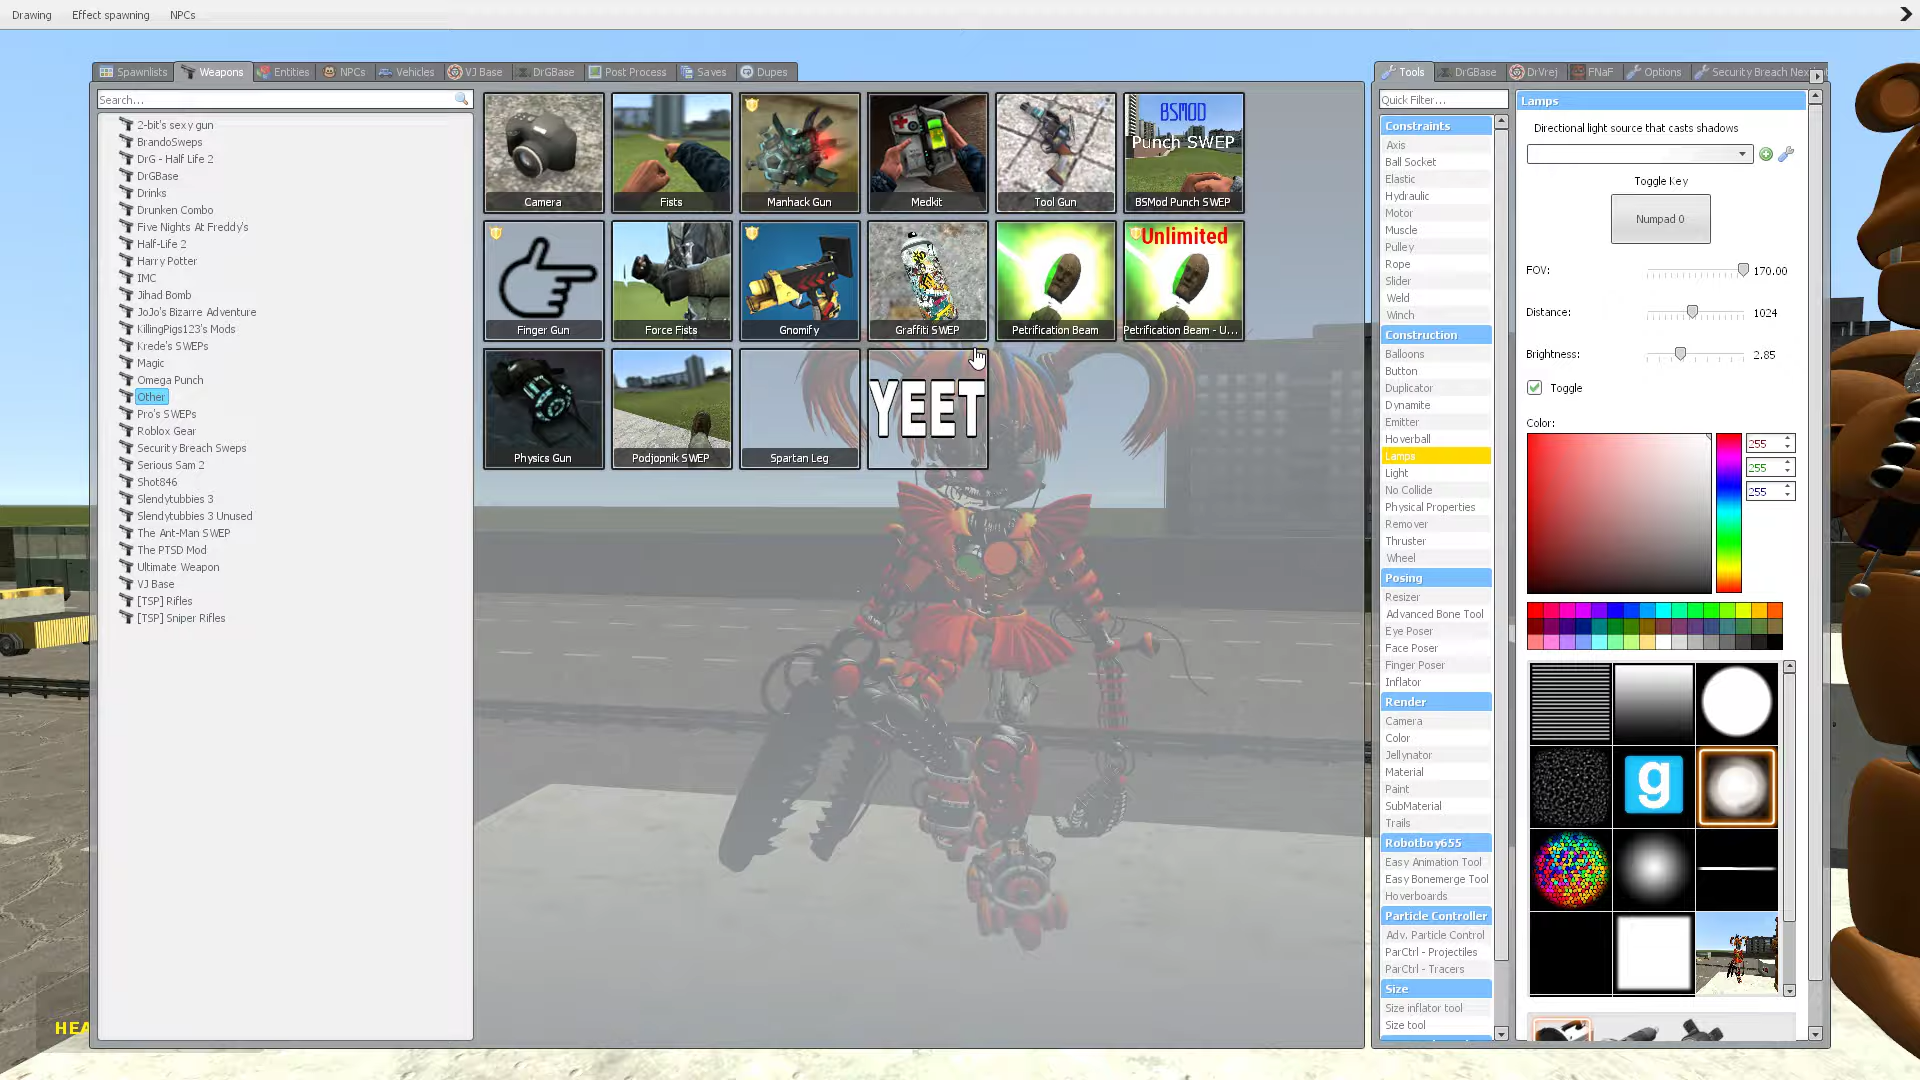 Drawing Effect spawning NPCs
Spawnlists Weapons Entities NPCs Vehicles VJ Base DrGBase Post Process Saves Dupes
Search...
2-bit's sexy gun
BrandoSweps
DrG - Half Life 2
DrGBase
Drinks
Drunken Combo
Five Nights At Freddy's
Half-Life 2
Harry Potter
IMC
Jihad Bomb
JoJo's Bizarre Adventure
KillingPigs123's Mods
Krede's SWEPs
Magic
Omega Punch
Other
Pro's SWEPs
Roblox Gear
Security Breach Sweps
Serious Sam 2
Shot846
Slendytubbies 3
Slendytubbies 3 Unused
The Ant-Man SWEP
The PTSD Mod
Ultimate Weapon
VJ Base
[TSP] Rifles
[TSP] Sniper Rifles
HEA
BSMOD
Punch SWEP
Camera Fists Manhack Gun Medkit Tool Gun BSMod Punch SWEP
Unlimited
Finger Gun Force Fists Gnomify Graffiti SWEP Petrification Beam Petrification Beam - U...
YEET
Physics Gun Podjopnik SWEP Spartan Leg
Tools DrGBase DrVrej FNaF Options Security Breach Nex
Quick Filter...
Constraints
Axis
Ball Socket
Elastic
Hydraulic
Motor
Muscle
Pulley
Rope
Slider
Weld
Winch
Construction
Balloons
Button
Duplicator
Dynamite
Emitter
Hoverball
Lamps
Light
No Collide
Physical Properties
Remover
Thruster
Wheel
Posing
Resizer
Advanced Bone Tool
Eye Poser
Face Poser
Finger Poser
Inflator
Render
Camera
Color
Jellynator
Material
Paint
SubMaterial
Trails
Robotboy655
Easy Animation Tool
Easy Bonemerge Tool
Hoverboards
Particle Controller
Adv. Particle Control
ParCtrl - Projectiles
ParCtrl - Tracers
Size
Size inflator tool
Size tool
Lamps
Directional light source that casts shadows
Toggle Key
Numpad 0
FOV: 170.00
Distance: 1024
Brightness: 2.85
Toggle
Color:
255
255
255
g